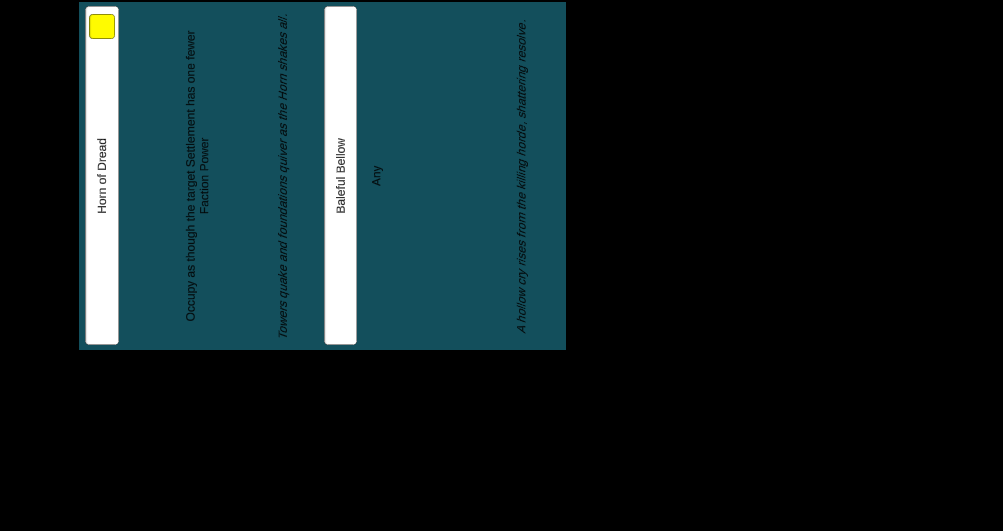 Horn of Dread
Occupy as though the target Settlement has one fewer
Faction Power
Towers quake and foundations quiver as the Horn shakes all.
Baleful Bellow
Any
A hollow cry rises from the killing horde, shattering resolve.